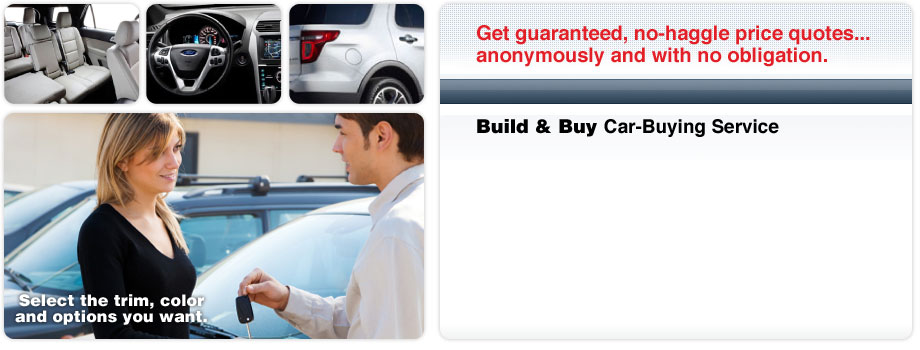 Get guaranteed, no-haggle price quotes...
anonymously and with no obligation.
Build & Buy Car-Buying Service
Select the trim, color
and options you want.